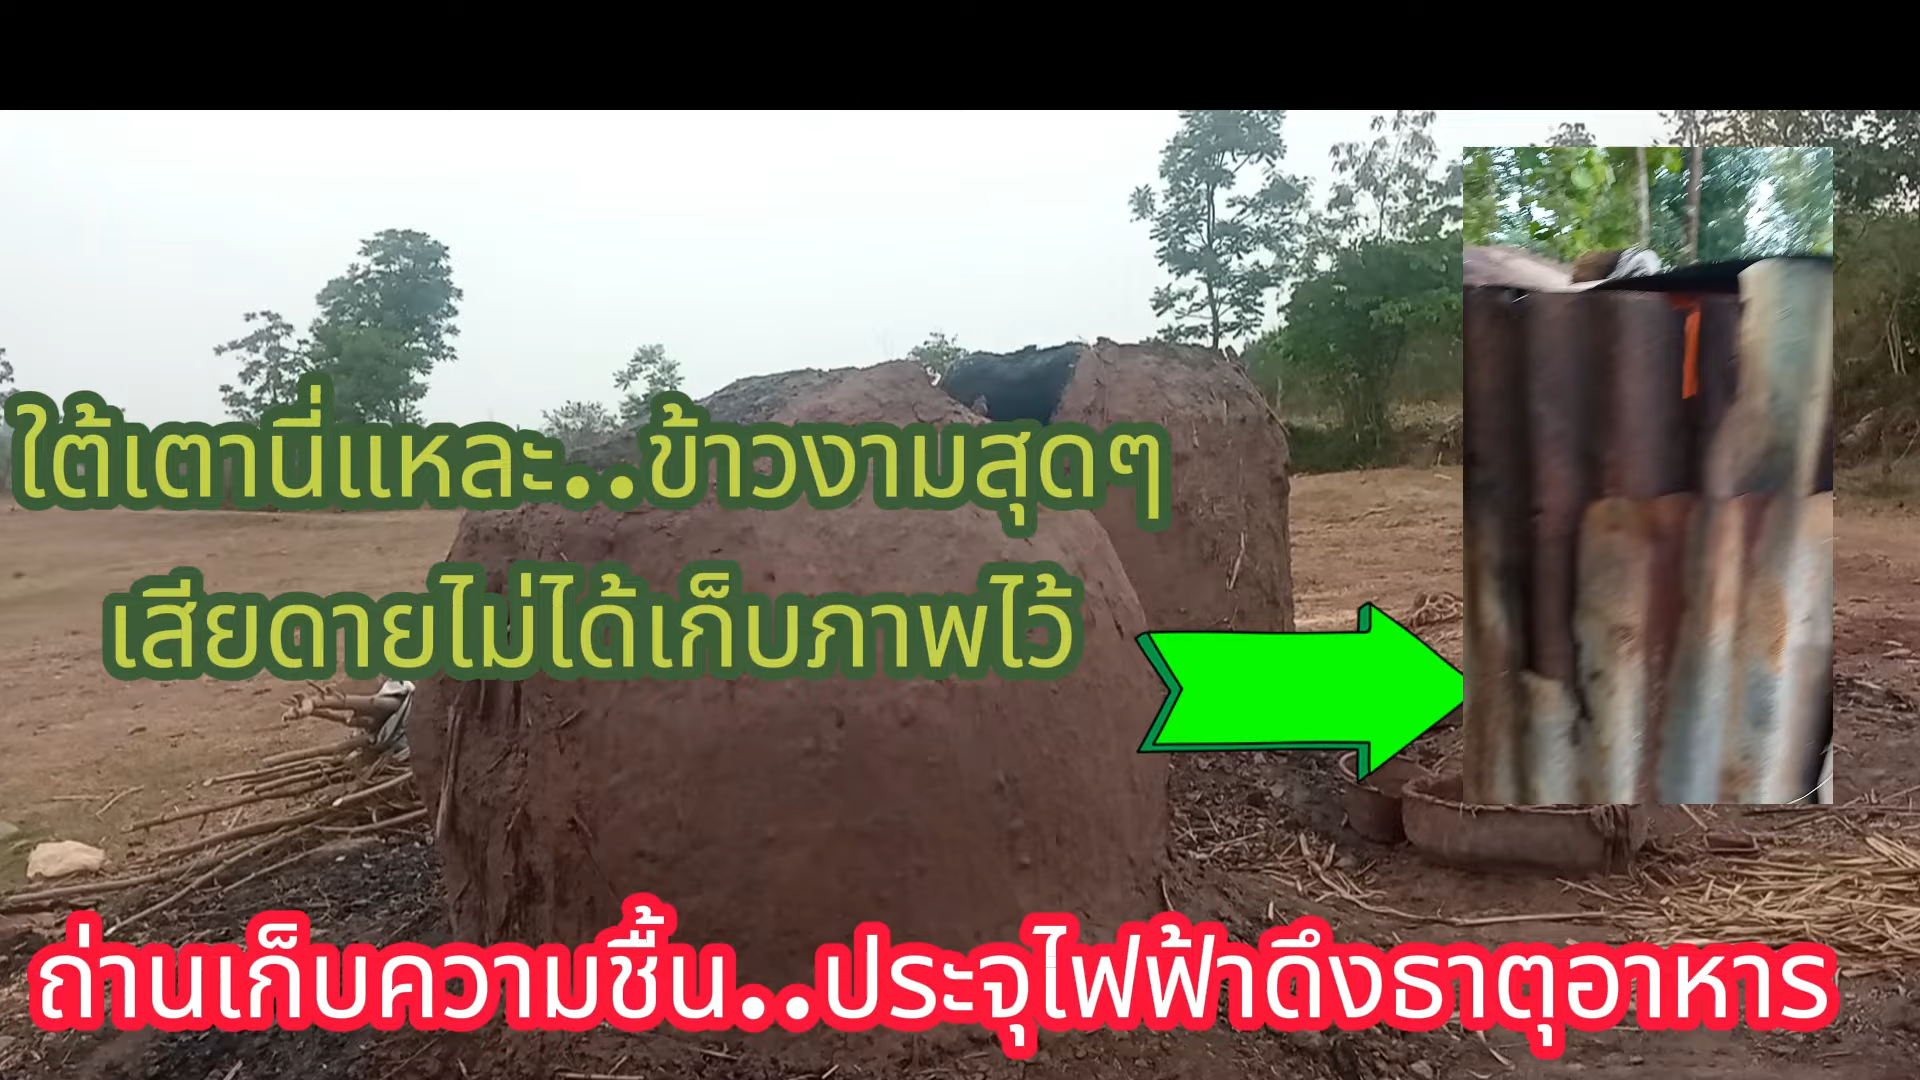 ใต้เตานี่แหละ..ข้าวงามสุดๆ
เสียดายไม่ได้เก็บภาพไว้
ถ่านเก็บความชื้น..ประจุไฟฟ้าดึงธาตุอาหาร